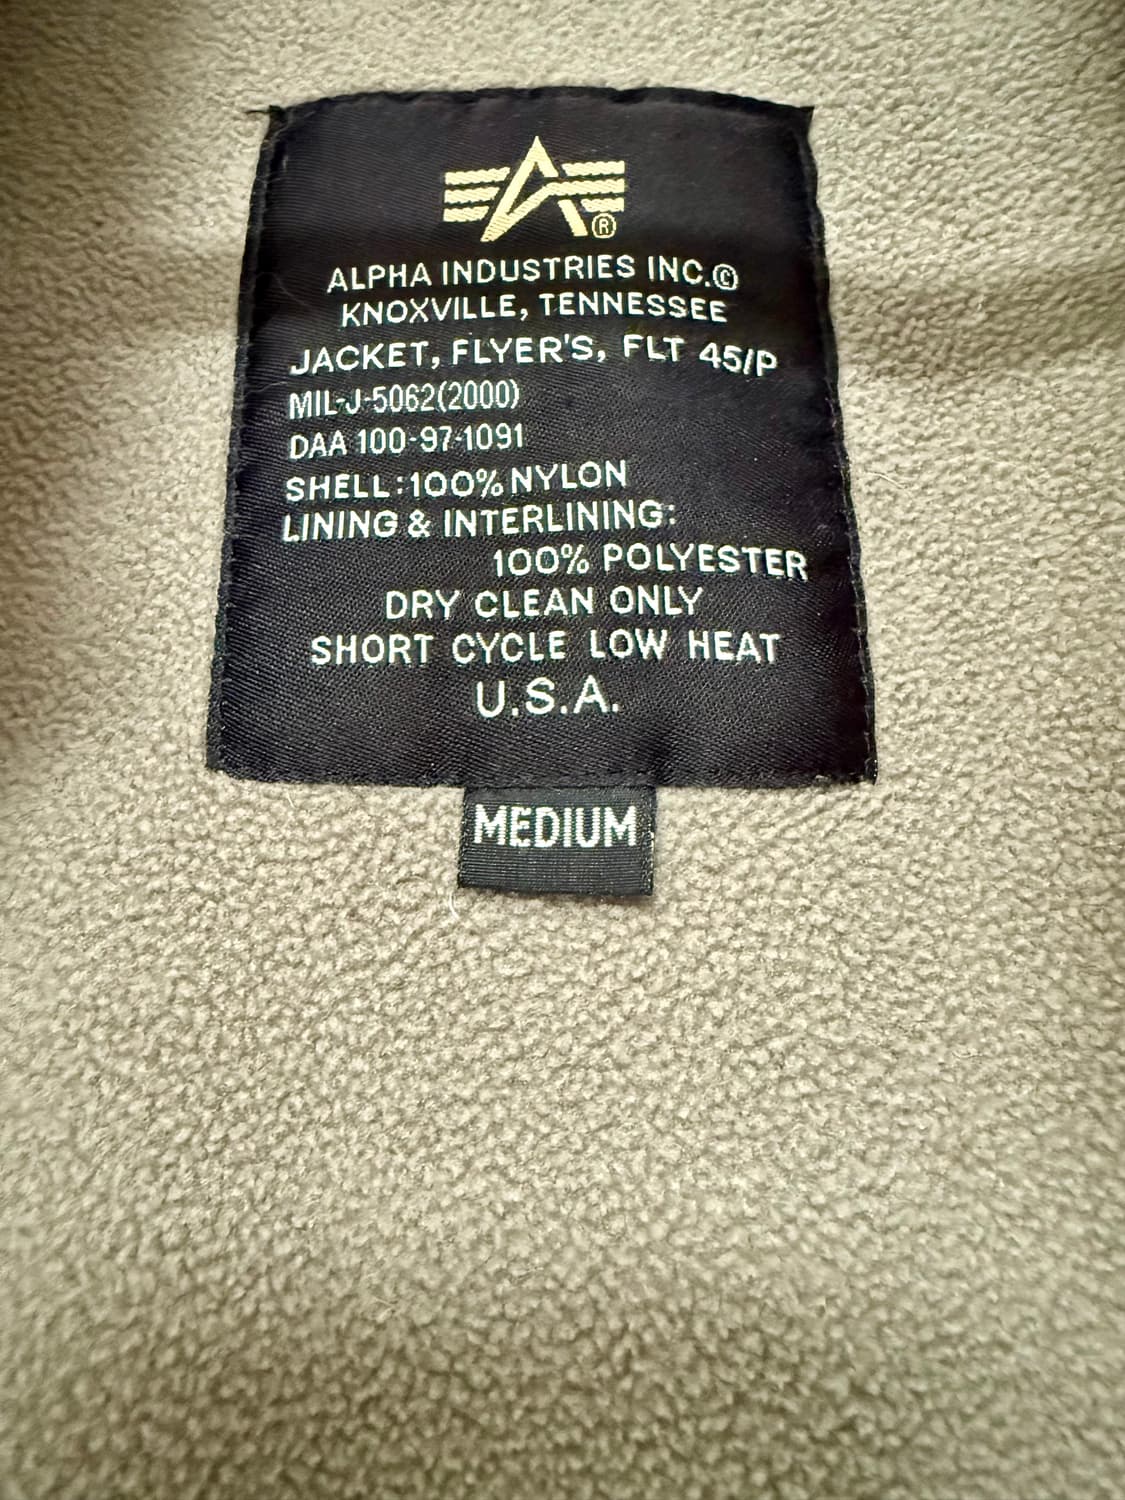 ®
ALPHA INDUSTRIES INC.©
KNOXVILLE, TENNESSEE
JACKET, FLYER'S, FLT 45/P
MIL-J-5062(2000)
DAA 100-97-1091
SHELL:100% NYLON
LINING & INTERLINING:
100% POLYESTER
DRY CLEAN ONLY
SHORT CYCLE LOW HEAT
U.S.A.
MEDIUM